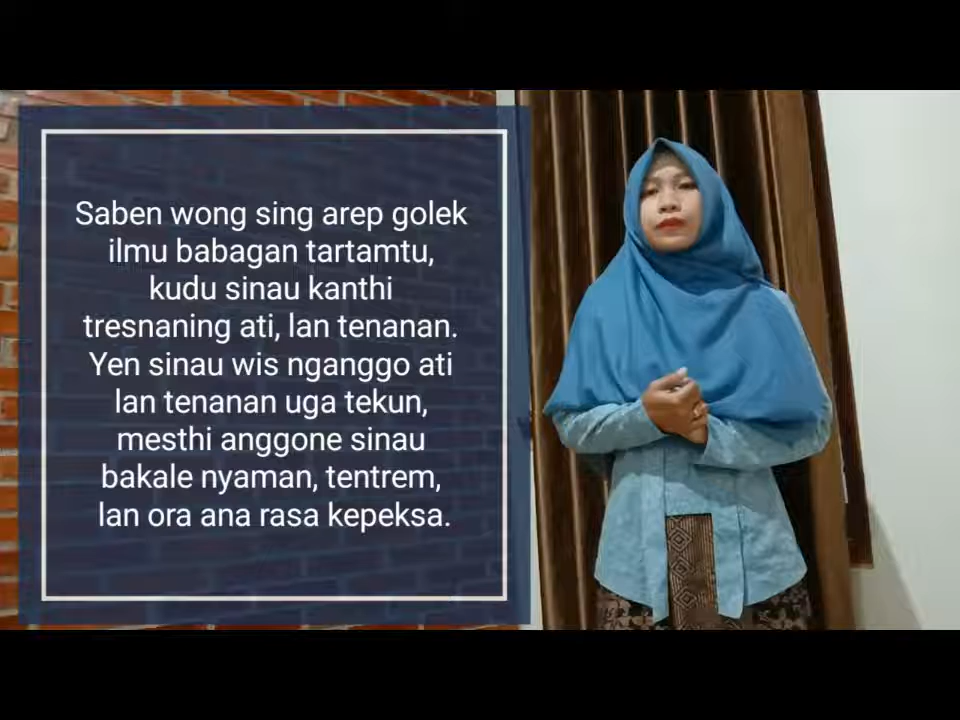 Saben wong sing arep golek
ilmu babagan tartamtu,
kudu sinau kanthi
tresnaning ati, lan tenanan.
Yen sinau wis nganggo ati
lan tenanan uga tekun,
mesthi anggone sinau
bakale nyaman, tentrem,
lan ora ana rasa kepeksa.